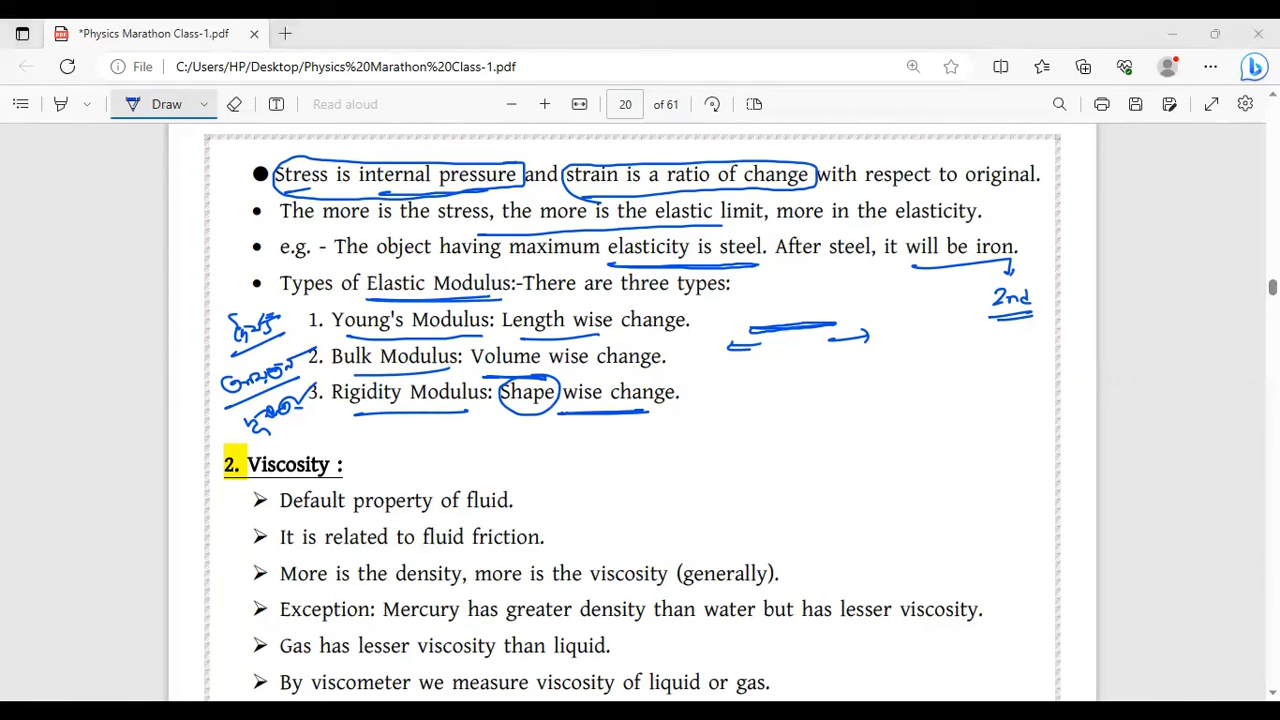 *Physics Marathon Class-1.pdf
File C:/Users/HP/Desktop/Physics%20Marathon%20Class-1.pdf
Draw Read aloud 20 of 61
Stress is internal pressure and strain is a ratio of change with respect to original.
• The more is the stress, the more is the elastic limit, more in the elasticity.
• e.g. - The object having maximum elasticity is steel. After steel, it will be iron.
2nd
• Types of Elastic Modulus:-There are three types:
1. Young's Modulus: Length wise change.
2. Bulk Modulus: Volume wise change.
3. Rigidity Modulus: Shape wise change.
2. Viscosity :
➢ Default property of fluid.
➢ It is related to fluid friction.
➢ More is the density, more is the viscosity (generally).
➢ Exception: Mercury has greater density than water but has lesser viscosity.
➢ Gas has lesser viscosity than liquid.
➢ By viscometer we measure viscosity of liquid or gas.